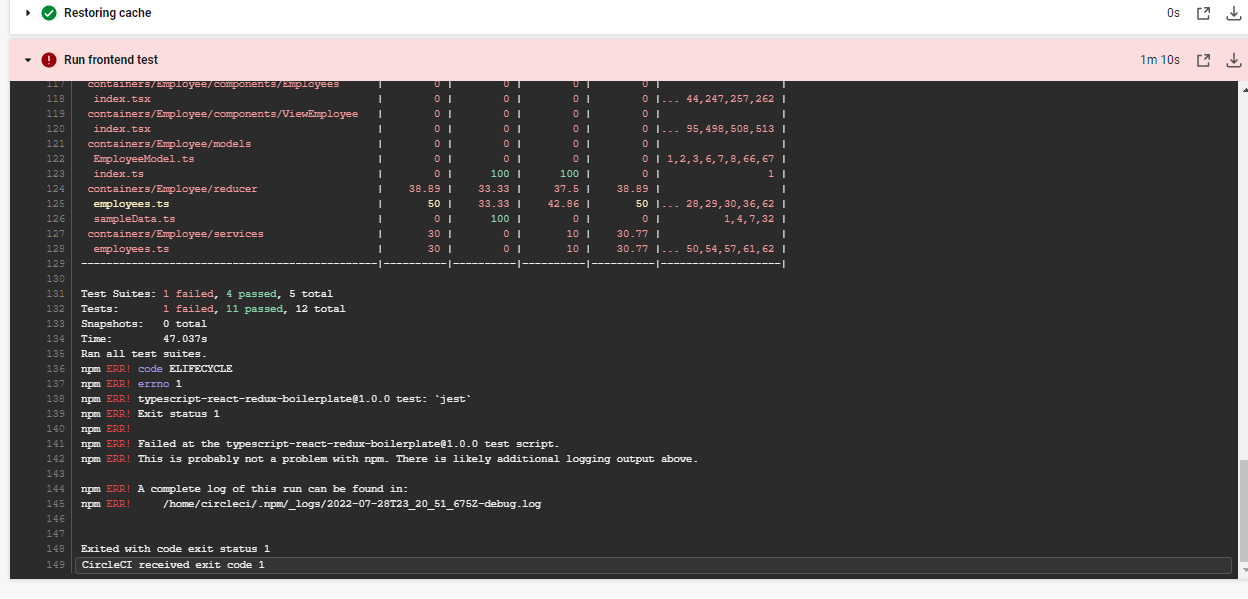 Restoring cache 0s
Run frontend test 1m 10s
117 containers/Employee/components/Employees | 0 | 0 | 0 | 0 | |
118 index.tsx | 0 | 0 | 0 | 0 |... 44,247,257,262 |
119 containers/Employee/components/ViewEmployee | 0 | 0 | 0 | 0 | |
120 index.tsx | 0 | 0 | 0 | 0 |... 95,498,508,513 |
121 containers/Employee/models | 0 | 0 | 0 | 0 | |
122 EmployeeModel.ts | 0 | 0 | 0 | 0 | 1,2,3,6,7,8,66,67 |
123 index.ts | 0 | 100 | 100 | 0 | 1 |
124 containers/Employee/reducer | 38.89 | 33.33 | 37.5 | 38.89 | |
125 employees.ts | 50 | 33.33 | 42.86 | 50 |... 28,29,30,36,62 |
126 sampleData.ts | 0 | 100 | 0 | 0 | 1,4,7,32 |
127 containers/Employee/services | 30 | 0 | 10 | 30.77 | |
128 employees.ts | 30 | 0 | 10 | 30.77 |... 50,54,57,61,62 |
129 -----------------------------------------------|----------|----------|----------|----------|-------------------|
130
131 Test Suites: 1 failed, 4 passed, 5 total
132 Tests: 1 failed, 11 passed, 12 total
133 Snapshots: 0 total
134 Time: 47.037s
135 Ran all test suites.
136 npm ERR! code ELIFECYCLE
137 npm ERR! errno 1
138 npm ERR! typescript-react-redux-boilerplate@1.0.0 test: `jest`
139 npm ERR! Exit status 1
140 npm ERR!
141 npm ERR! Failed at the typescript-react-redux-boilerplate@1.0.0 test script.
142 npm ERR! This is probably not a problem with npm. There is likely additional logging output above.
143
144 npm ERR! A complete log of this run can be found in:
145 npm ERR! /home/circleci/.npm/_logs/2022-07-28T23_20_51_675Z-debug.log
146
147
148 Exited with code exit status 1
149 CircleCI received exit code 1